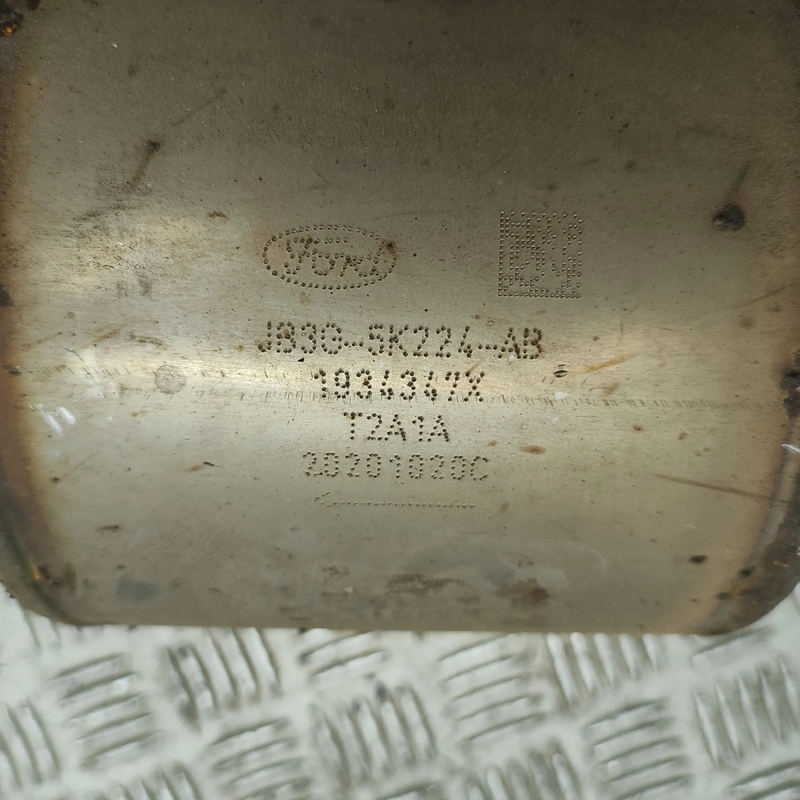 Ford
JB3G-5K224-AB
1934347X
T2A1A
20201020C